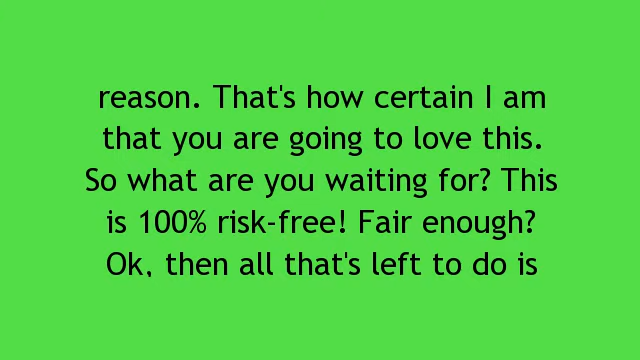 reason. That's how certain I am
that you are going to love this.
So what are you waiting for? This
is 100% risk-free! Fair enough?
Ok, then all that's left to do is